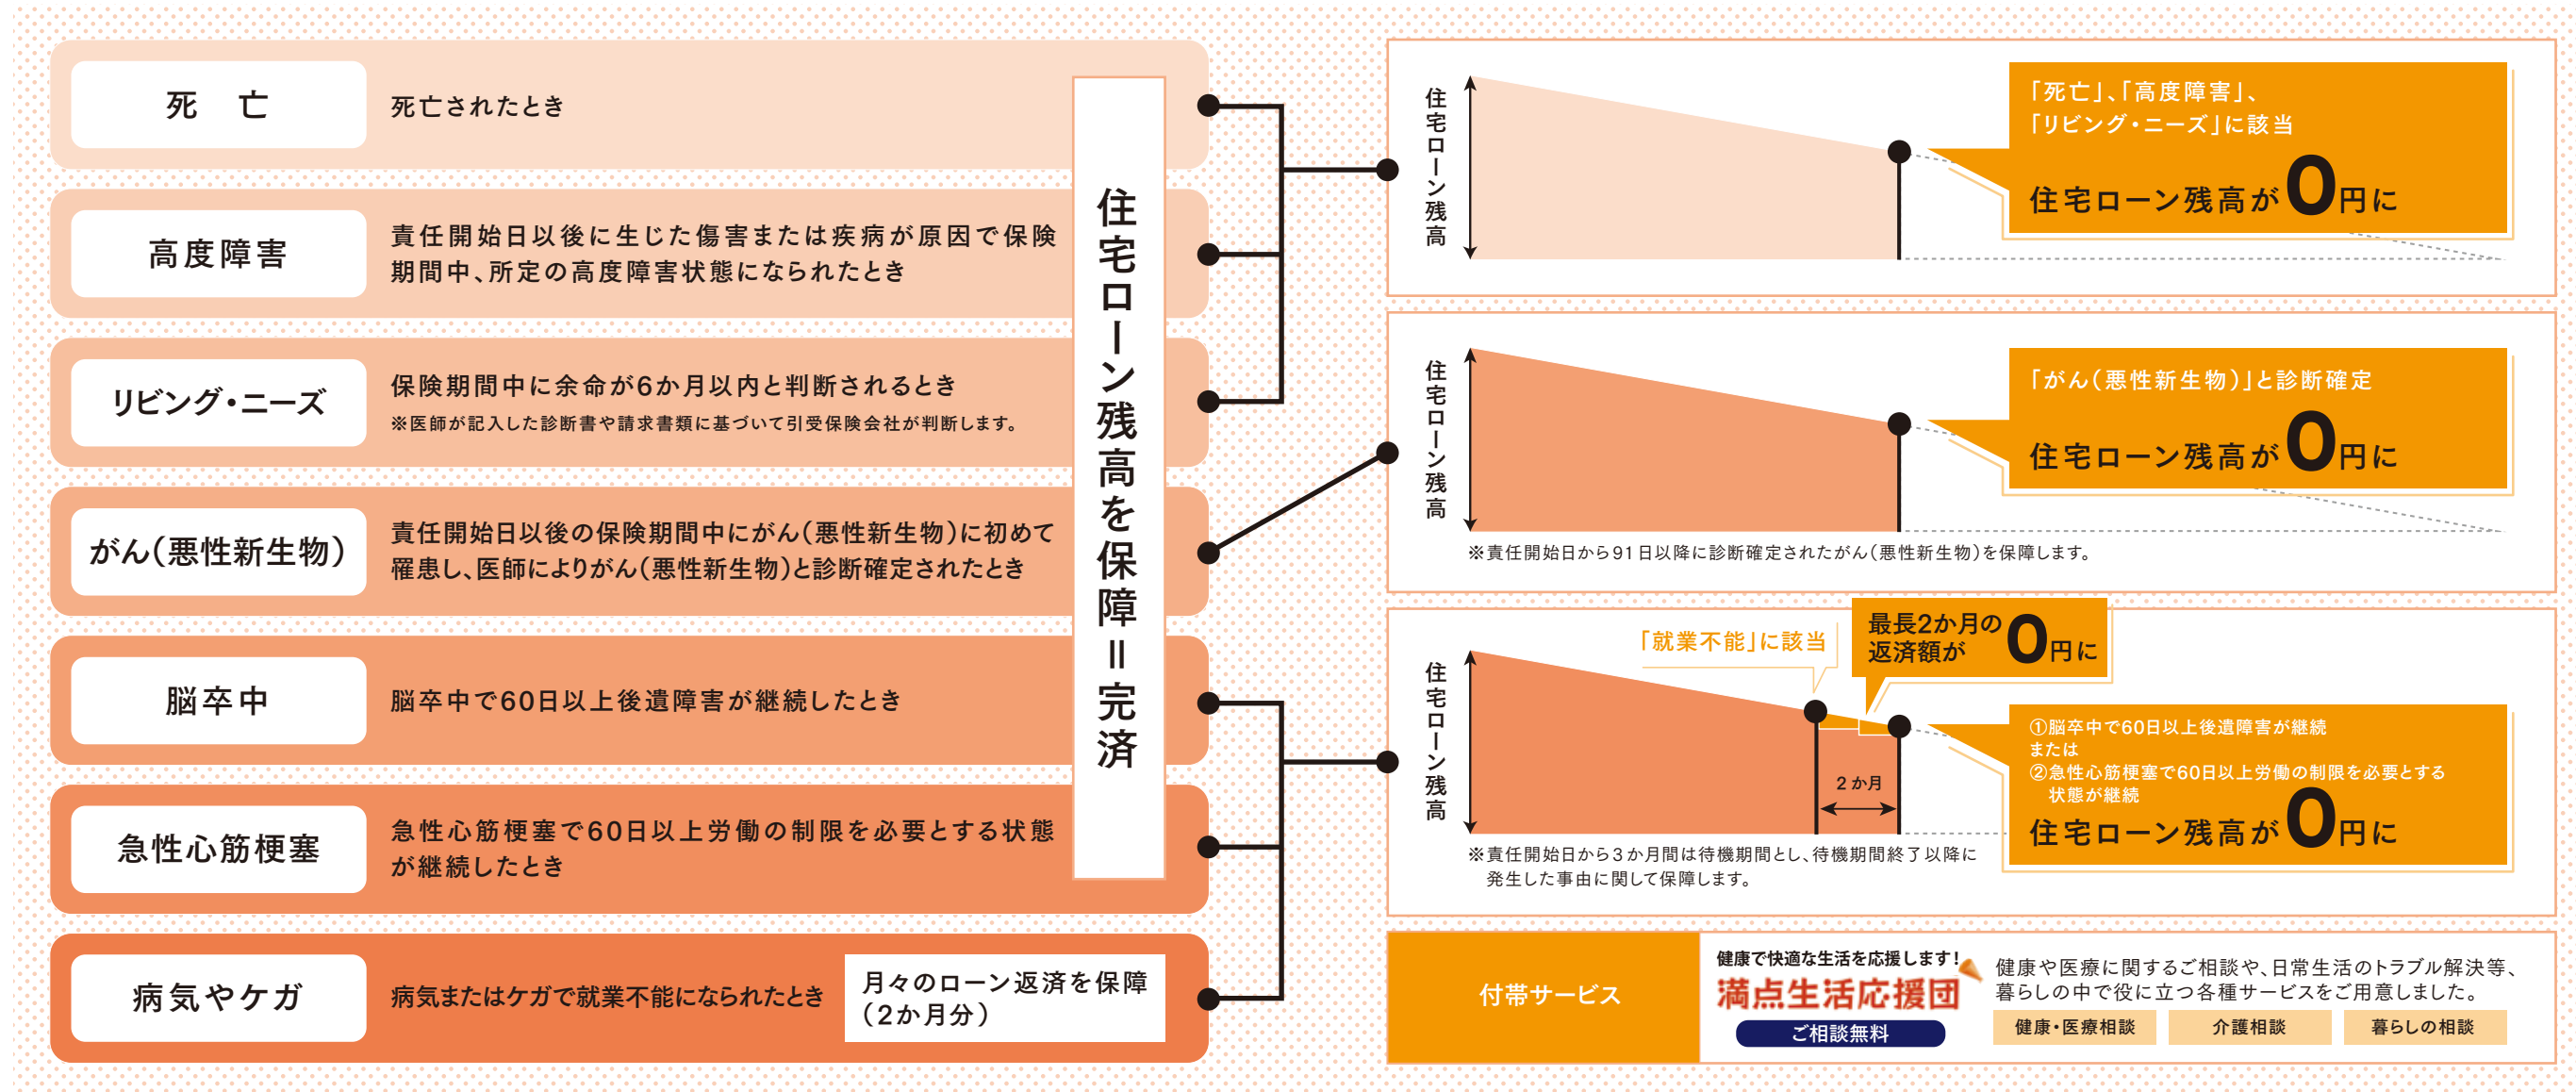 死　亡
死亡されたとき
高度障害
責任開始日以後に生じた傷害または疾病が原因で保険
期間中、所定の高度障害状態になられたとき
リビング・ニーズ
保険期間中に余命が6か月以内と判断されるとき
※医師が記入した診断書や請求書類に基づいて引受保険会社が判断します。
がん(悪性新生物)
責任開始日以後の保険期間中にがん(悪性新生物)に初めて
罹患し、医師によりがん(悪性新生物)と診断確定されたとき
脳卒中
脳卒中で60日以上後遺障害が継続したとき
急性心筋梗塞
急性心筋梗塞で60日以上労働の制限を必要とする状態
が継続したとき
病気やケガ
病気またはケガで就業不能になられたとき
月々のローン返済を保障
(2か月分)
住宅ローン残高を保障＝完済
住宅ローン残高
「死亡」、「高度障害」、
「リビング・ニーズ」に該当
住宅ローン残高が0円に
住宅ローン残高
「がん(悪性新生物)」と診断確定
住宅ローン残高が0円に
※責任開始日から91日以降に診断確定されたがん(悪性新生物)を保障します。
住宅ローン残高
「就業不能」に該当
最長2か月の
返済額が 0円に
2か月
①脳卒中で60日以上後遺障害が継続
または
②急性心筋梗塞で60日以上労働の制限を必要とする
状態が継続
住宅ローン残高が0円に
※責任開始日から3か月間は待機期間とし、待機期間終了以降に
発生した事由に関して保障します。
付帯サービス
健康で快適な生活を応援します!
満点生活応援団
ご相談無料
健康や医療に関するご相談や、日常生活のトラブル解決等、
暮らしの中で役に立つ各種サービスをご用意しました。
健康・医療相談
介護相談
暮らしの相談